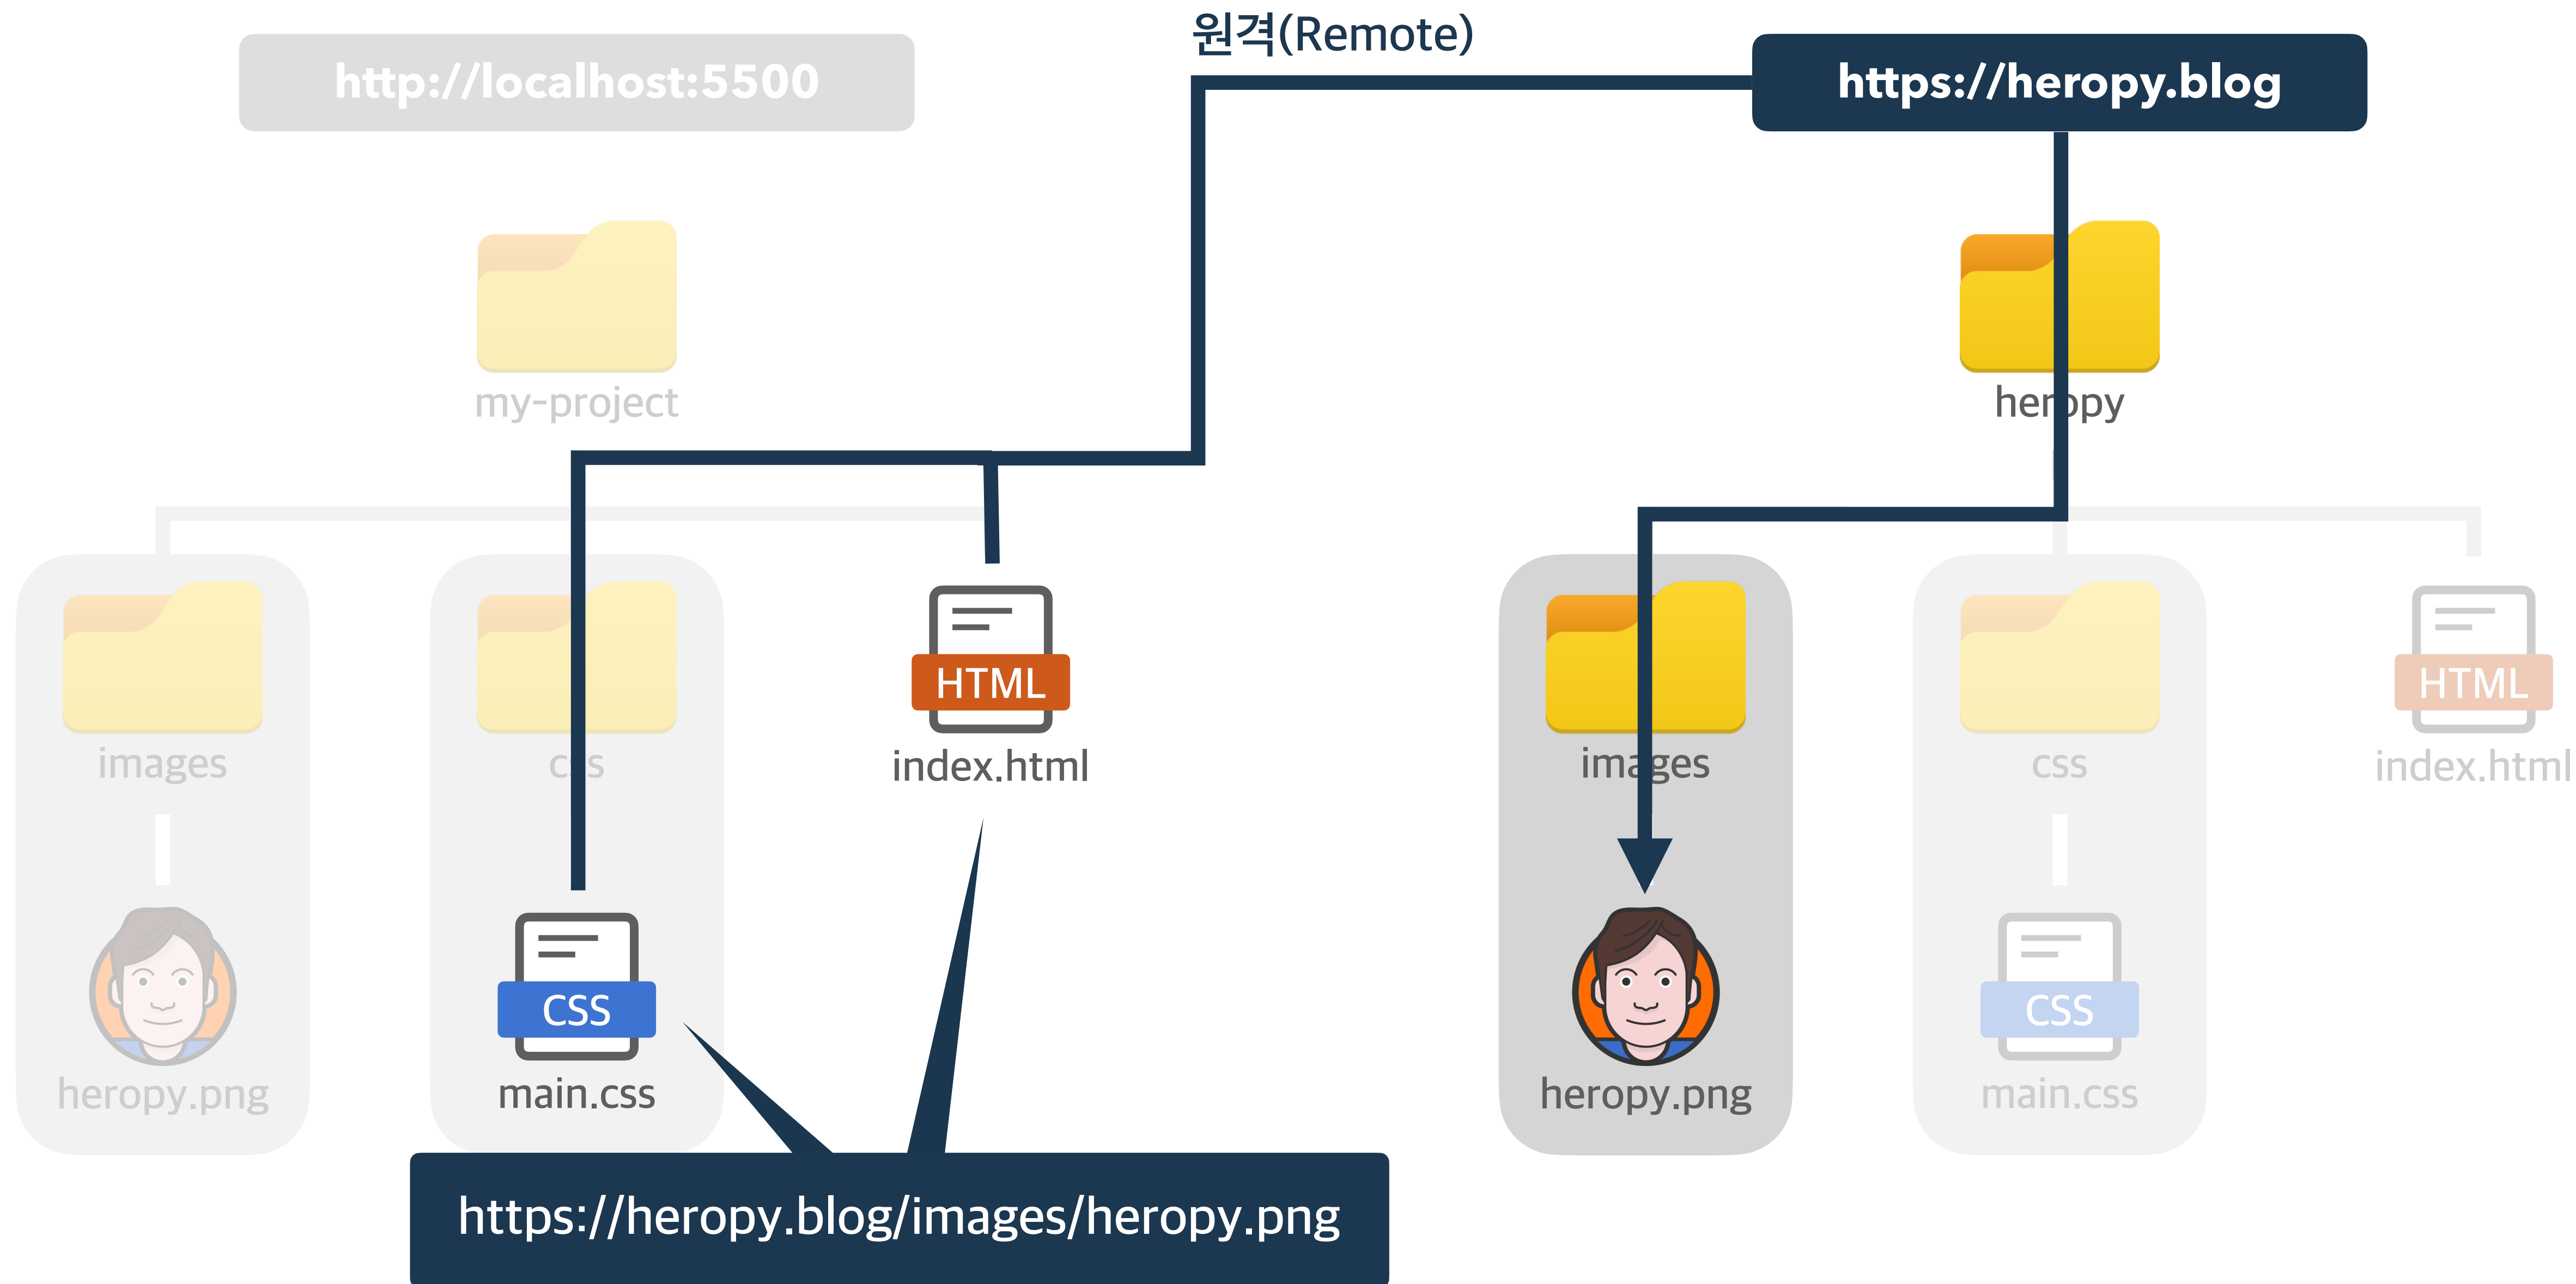 원격(Remote)
http://localhost:5500
https://heropy.blog
my-project
heropy
images
css
HTML
index.html
images
css
HTML
index.html
heropy.png
CSS
main.css
heropy.png
CSS
main.css
https://heropy.blog/images/heropy.png